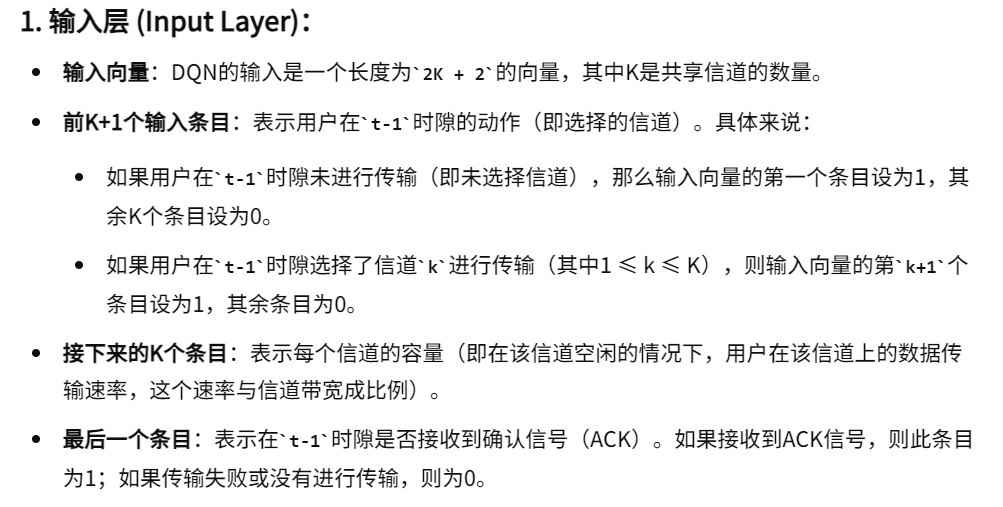 1. 输入层 (Input Layer)：
• 输入向量：DQN的输入是一个长度为`2K + 2`的向量，其中K是共享信道的数量。
• 前K+1个输入条目：表示用户在`t-1`时隙的动作（即选择的信道）。具体来说：
• 如果用户在`t-1`时隙未进行传输（即未选择信道），那么输入向量的第一个条目设为1，其
余K个条目设为0。
• 如果用户在`t-1`时隙选择了信道`k`进行传输（其中1 ≤ k ≤ K），则输入向量的第`k+1`个
条目设为1，其余条目为0。
• 接下来的K个条目：表示每个信道的容量（即在该信道空闲的情况下，用户在该信道上的数据传
输速率，这个速率与信道带宽成比例）。
• 最后一个条目：表示在`t-1`时隙是否接收到确认信号（ACK）。如果接收到ACK信号，则此条目
为1；如果传输失败或没有进行传输，则为0。